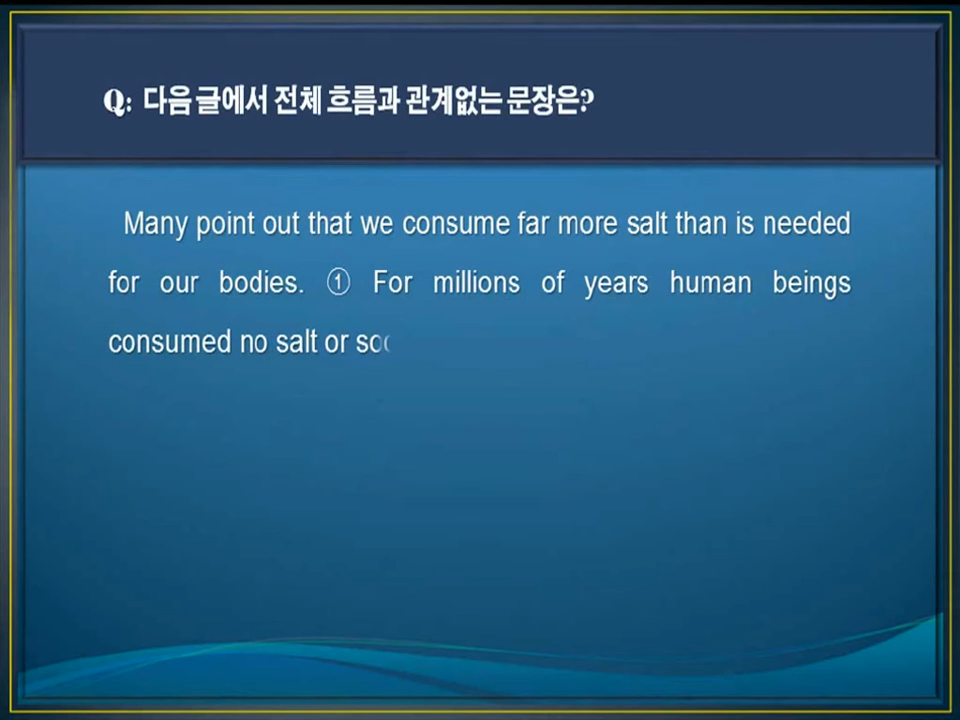 Q: 다음 글에서 전체 흐름과 관계없는 문장은?
Many point out that we consume far more salt than is needed
for our bodies. ① For millions of years human beings
consumed no salt or